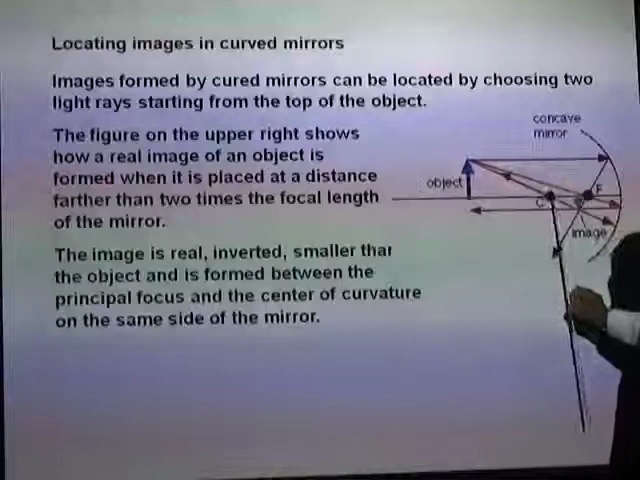 Locating images in curved mirrors
Images formed by cured mirrors can be located by choosing two
light rays starting from the top of the object.
The figure on the upper right shows
how a real image of an object is
formed when it is placed at a distance
farther than two times the focal length
of the mirror.
The image is real, inverted, smaller than
the object and is formed between the
principal focus and the center of curvature
on the same side of the mirror.
concave
mirror
object
C
F
image